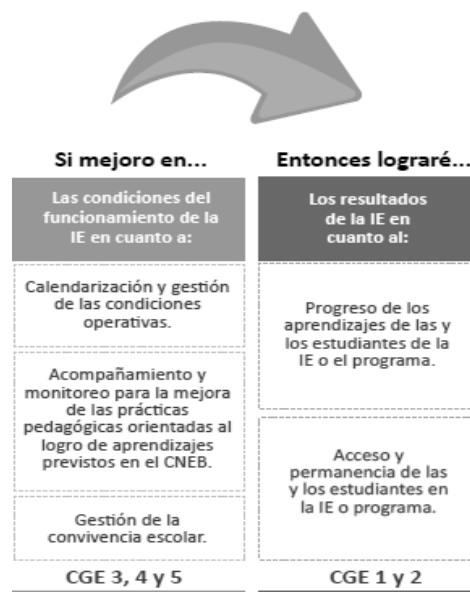 Si mejoro en...
Las condiciones del
funcionamiento de la
IE en cuanto a:
Calendarización y gestión
de las condiciones
operativas.
Acompañamiento y
monitoreo para la mejora
de las prácticas
pedagógicas orientadas al
logro de aprendizajes
previstos en el CNEB.
Gestión de la
convivencia escolar.
CGE 3, 4 y 5
Entonces lograré...
Los resultados
de la IE en
cuanto al:
Progreso de los
aprendizajes de las y
los estudiantes de la
IE o el programa.
Acceso y
permanencia de las
y los estudiantes en
la IE o programa.
CGE 1 y 2